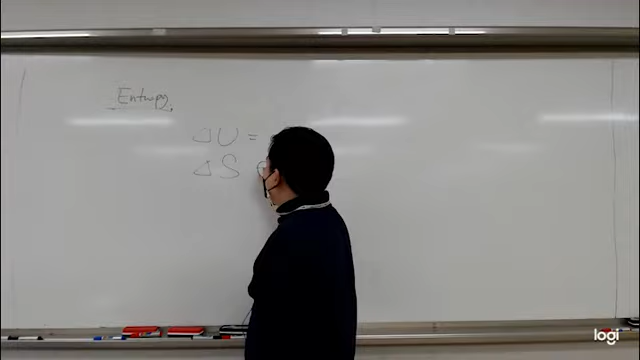 Entropy.
ΔU =
ΔS
logi